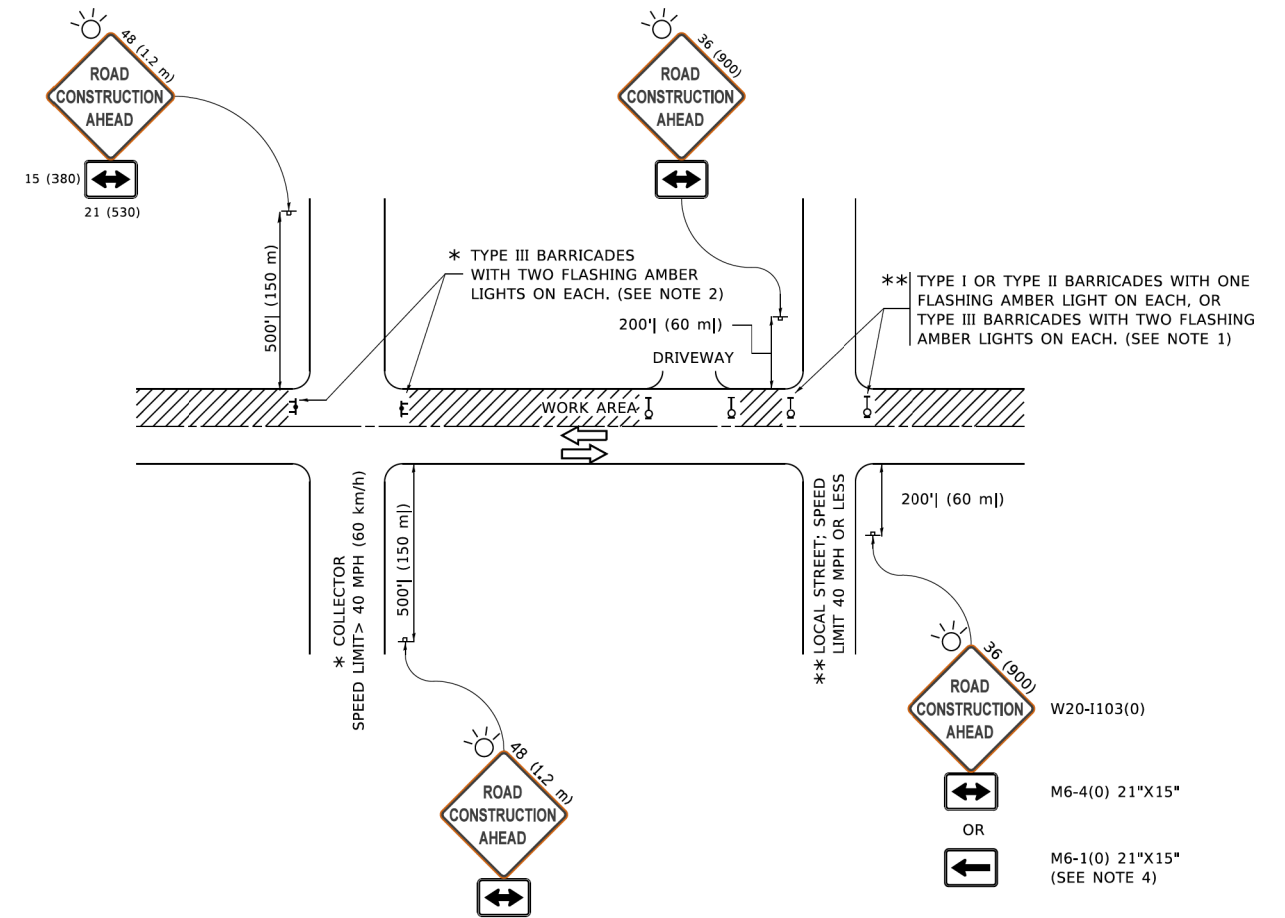 48 (1.2 m)
ROAD
CONSTRUCTION
AHEAD
15 (380)
21 (530)
36 (900)
ROAD
CONSTRUCTION
AHEAD
500'| (150 m)
* TYPE III BARRICADES
WITH TWO FLASHING AMBER
LIGHTS ON EACH. (SEE NOTE 2)
200'| (60 m|)
DRIVEWAY
** TYPE I OR TYPE II BARRICADES WITH ONE
FLASHING AMBER LIGHT ON EACH, OR
TYPE III BARRICADES WITH TWO FLASHING
AMBER LIGHTS ON EACH. (SEE NOTE 1)
WORK AREA
* COLLECTOR
SPEED LIMIT> 40 MPH (60 km/h)
500'| (150 m|)
** LOCAL STREET; SPEED
LIMIT 40 MPH OR LESS
200'| (60 m|)
48 (1.2 m)
ROAD
CONSTRUCTION
AHEAD
36 (900)
ROAD
CONSTRUCTION
AHEAD
W20-I103(0)
M6-4(0) 21"X15"
OR
M6-1(0) 21"X15"
(SEE NOTE 4)